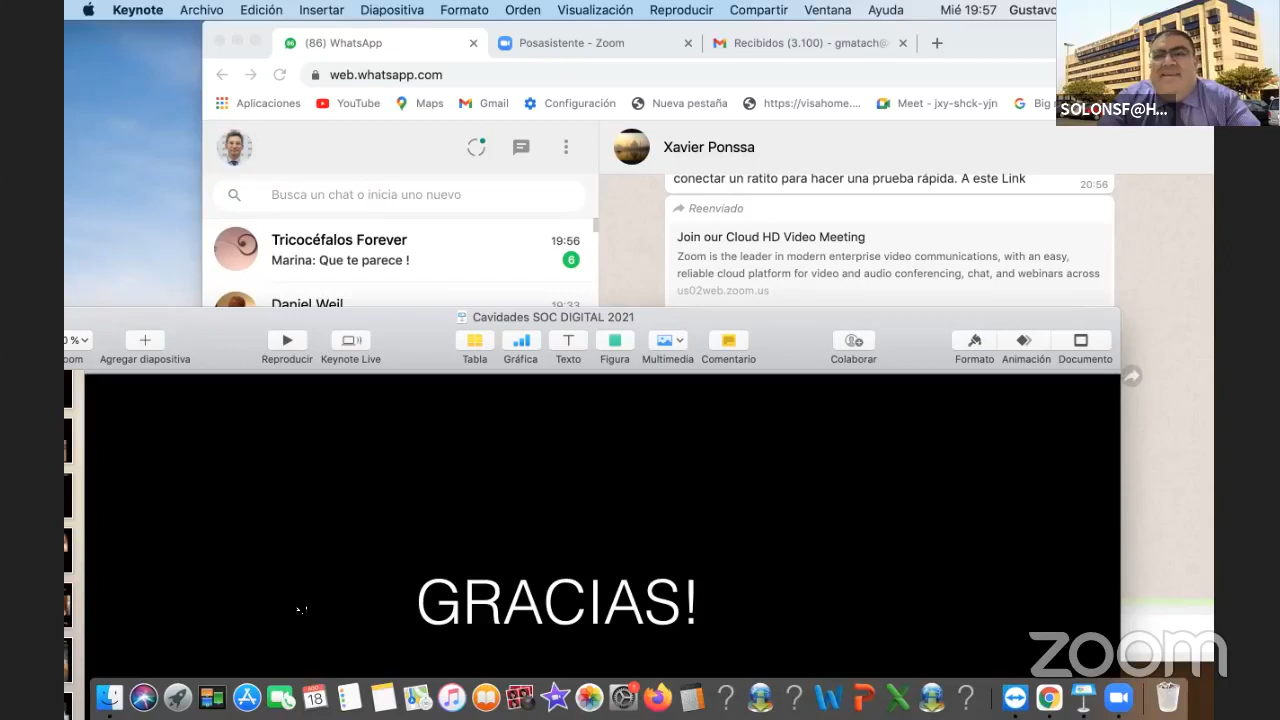 Keynote Archivo Edición Insertar Diapositiva Formato Orden Visualización Reproducir Compartir Ventana Ayuda Mié 19:57 Gustavo
(86) WhatsApp Posasistente - Zoom Recibidos (3.100) - gmatach@
web.whatsapp.com
Aplicaciones YouTube Maps Gmail Configuración Nueva pestaña https://visahome.... Meet - jxy-shck-yjn Big
SOLONSF@H...
Xavier Ponssa
conectar un ratito para hacer una prueba rápida. A este Link
20:56
Busca un chat o inicia uno nuevo
Reenviado
Join our Cloud HD Video Meeting
Zoom is the leader in modern enterprise video communications, with an easy,
reliable cloud platform for video and audio conferencing, chat, and webinars across
us02web.zoom.us
Tricocéfalos Forever 19:56
Marina: Que te parece ! 6
Daniel Weil 19:33
Cavidades SOC DIGITAL 2021
0 %
oom Agregar diapositiva Reproducir Keynote Live Tabla Gráfica Texto Figura Multimedia Comentario Colaborar Formato Animación Documento
GRACIAS!
zoom
18